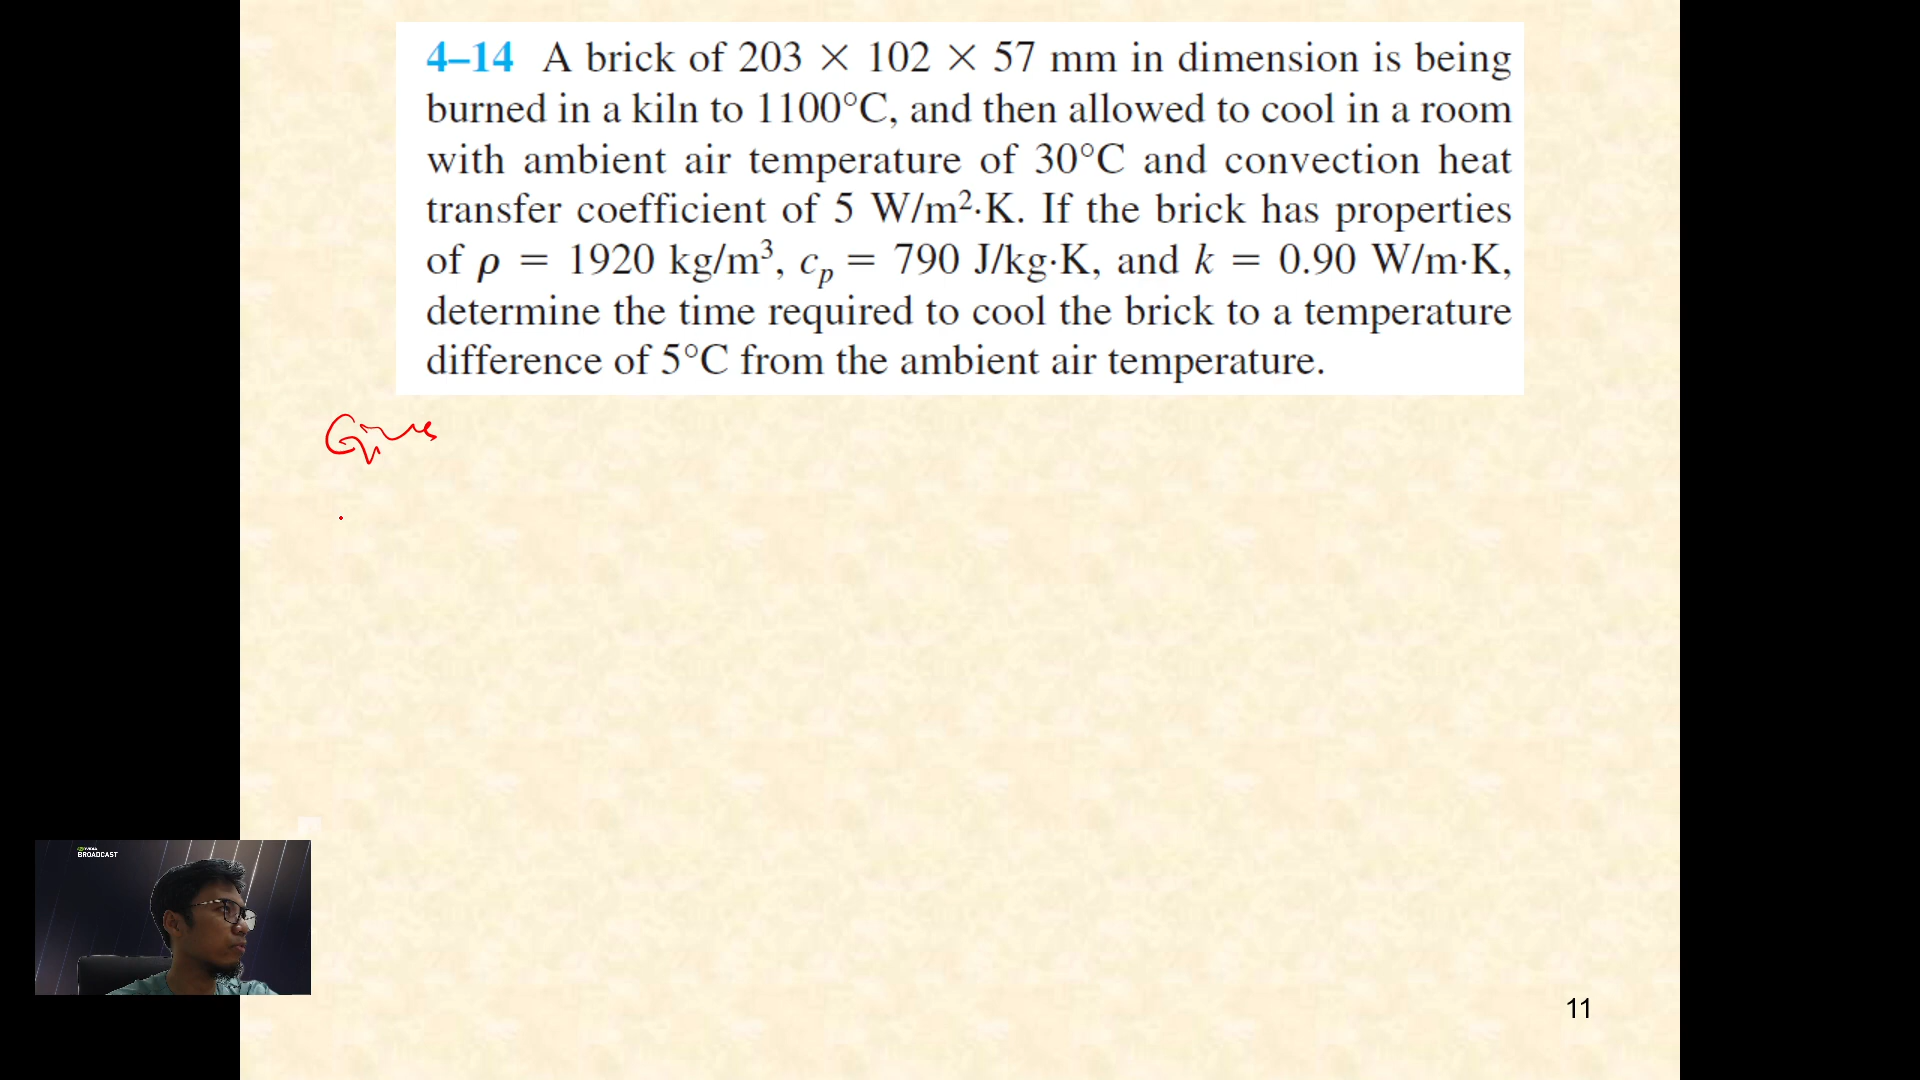 4–14 A brick of 203 × 102 × 57 mm in dimension is being
burned in a kiln to 1100°C, and then allowed to cool in a room
with ambient air temperature of 30°C and convection heat
transfer coefficient of 5 W/m²·K. If the brick has properties
of ρ = 1920 kg/m³, cₚ = 790 J/kg·K, and k = 0.90 W/m·K,
determine the time required to cool the brick to a temperature
difference of 5°C from the ambient air temperature.
NVIDIA
BROADCAST
11